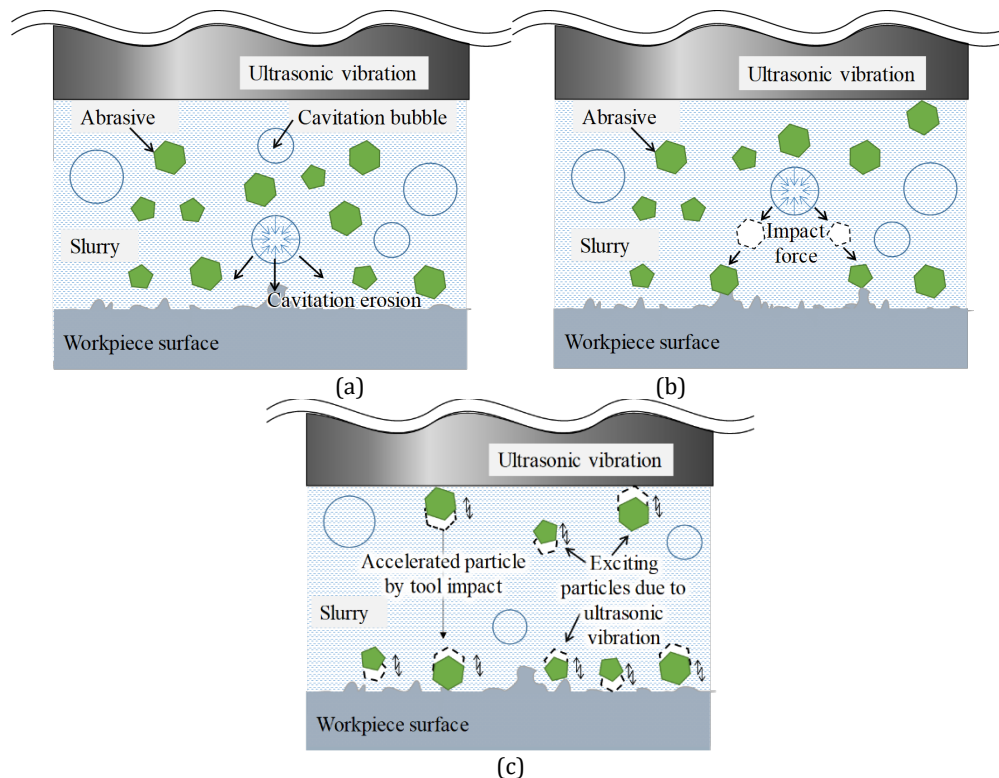 Ultrasonic vibration
Abrasive
Cavitation bubble
Slurry
Cavitation erosion
Workpiece surface
(a)
Ultrasonic vibration
Abrasive
Slurry
Impact
force
Workpiece surface
(b)
Ultrasonic vibration
Accelerated particle
by tool impact
Exciting
particles due to
ultrasonic
vibration
Slurry
Workpiece surface
(c)